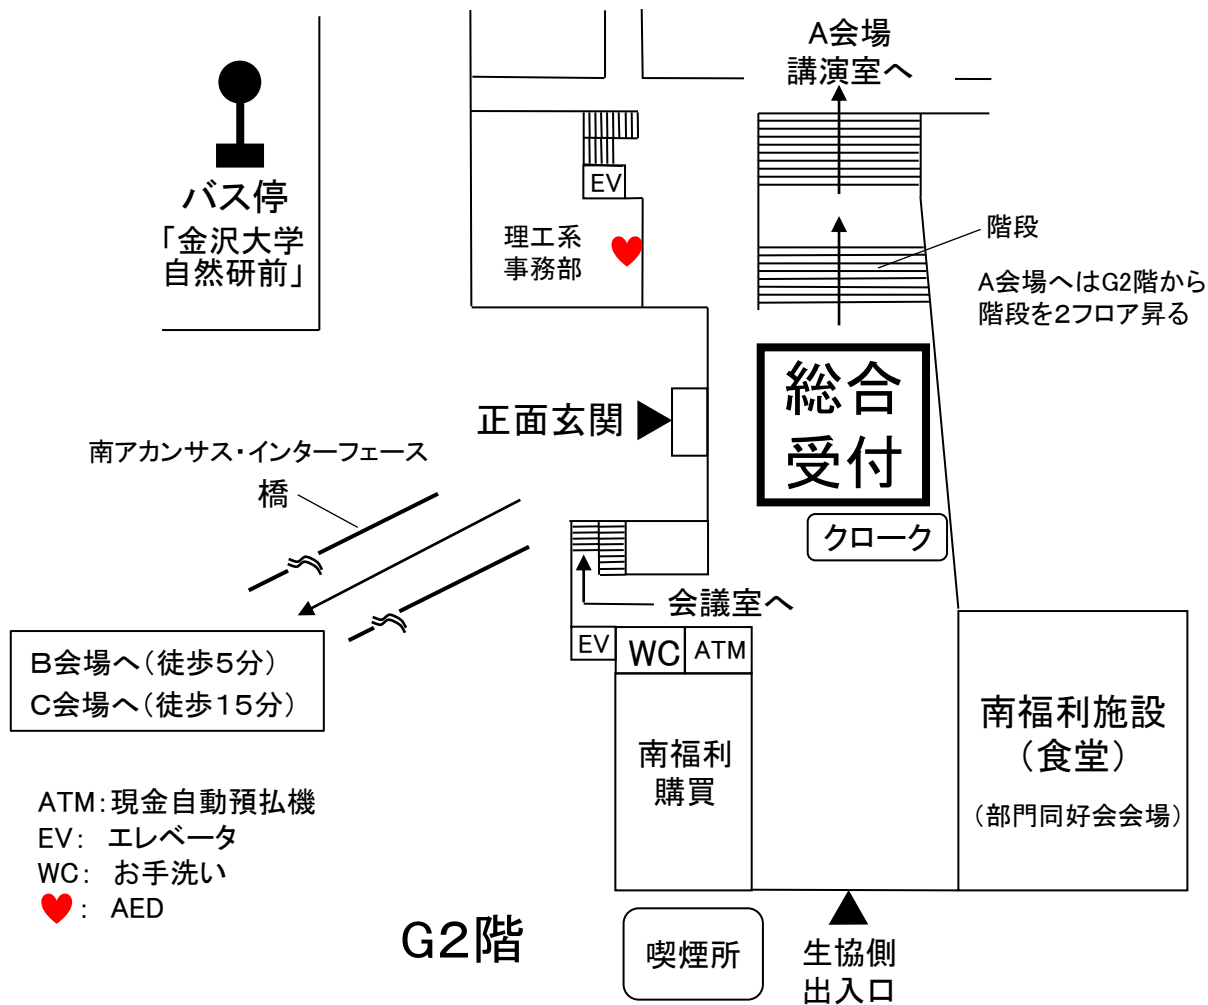 A会場
講演室へ
バス停
「金沢大学
自然研前」
EV
理工系
事務部
階段
A会場へはG2階から
階段を2フロア昇る
総合
受付
正面玄関
南アカンサス・インターフェース
橋
クローク
会議室へ
EV
WC
ATM
B会場へ(徒歩5分)
C会場へ(徒歩15分)
南福利
購買
南福利施設
(食堂)
(部門同好会会場)
ATM:現金自動預払機
EV: エレベータ
WC: お手洗い
: AED
G2階
喫煙所
生協側
出入口